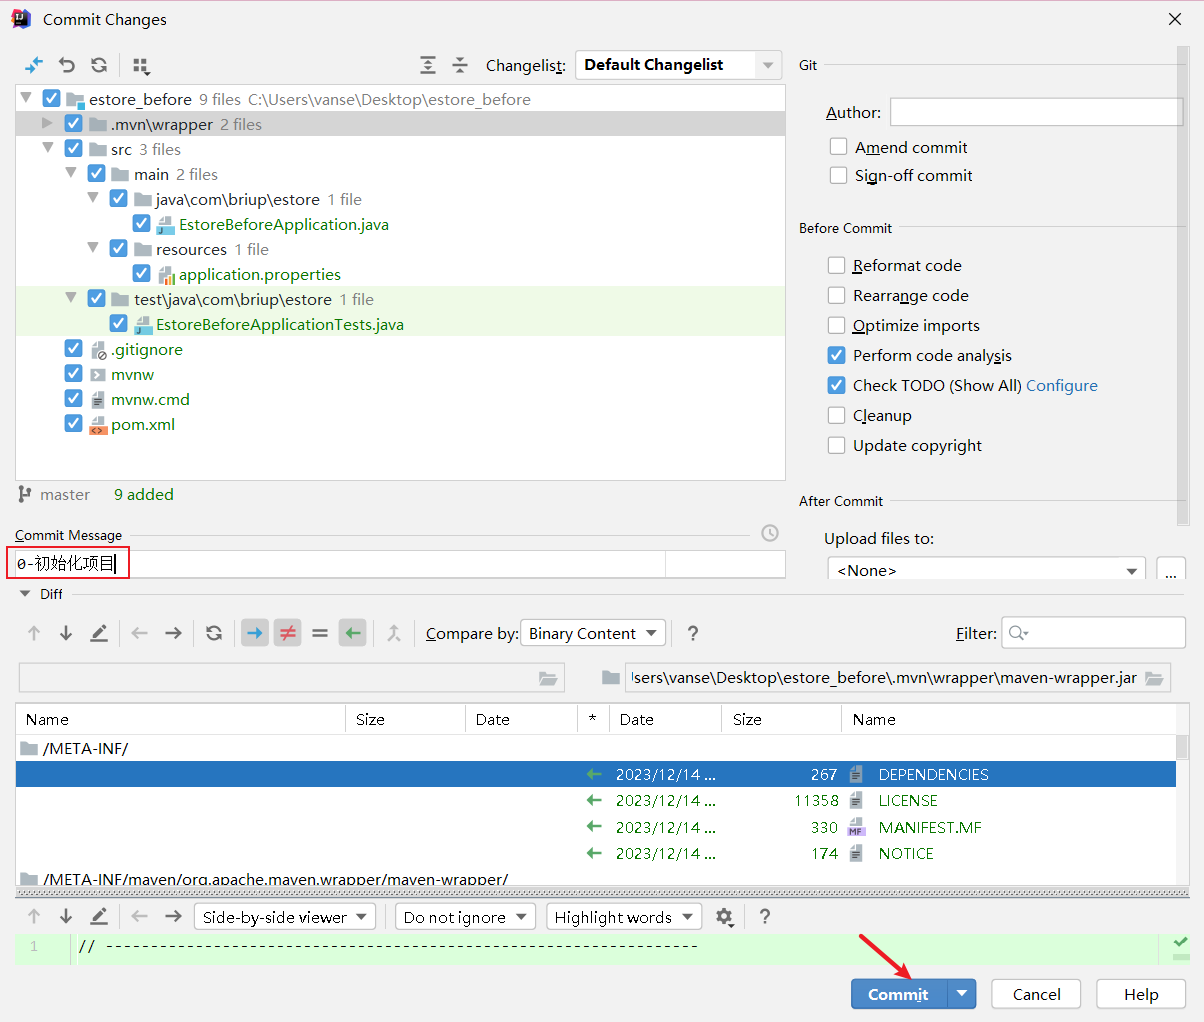 Commit Changes
Changelist: Default Changelist
estore_before 9 files C:\Users\vanse\Desktop\estore_before
.mvn\wrapper 2 files
src 3 files
main 2 files
java\com\briup\estore 1 file
EstoreBeforeApplication.java
resources 1 file
application.properties
test\java\com\briup\estore 1 file
EstoreBeforeApplicationTests.java
.gitignore
mvnw
mvnw.cmd
pom.xml
master 9 added
Commit Message
0-初始化项目
Git
Author:
Amend commit
Sign-off commit
Before Commit
Reformat code
Rearrange code
Optimize imports
Perform code analysis
Check TODO (Show All) Configure
Cleanup
Update copyright
After Commit
Upload files to:
<None> ...
Diff
Compare by: Binary Content ? Filter:
sers\vanse\Desktop\estore_before\.mvn\wrapper\maven-wrapper.jar
Name Size Date * Date Size Name
/META-INF/
2023/12/14 ... 267 DEPENDENCIES
2023/12/14 ... 11358 LICENSE
2023/12/14 ... 330 MANIFEST.MF
2023/12/14 ... 174 NOTICE
/META-INF/maven/org.apache.maven.wrapper/maven-wrapper/
Side-by-side viewer Do not ignore Highlight words ?
1 // ------------------------------------------------------------------
Commit Cancel Help